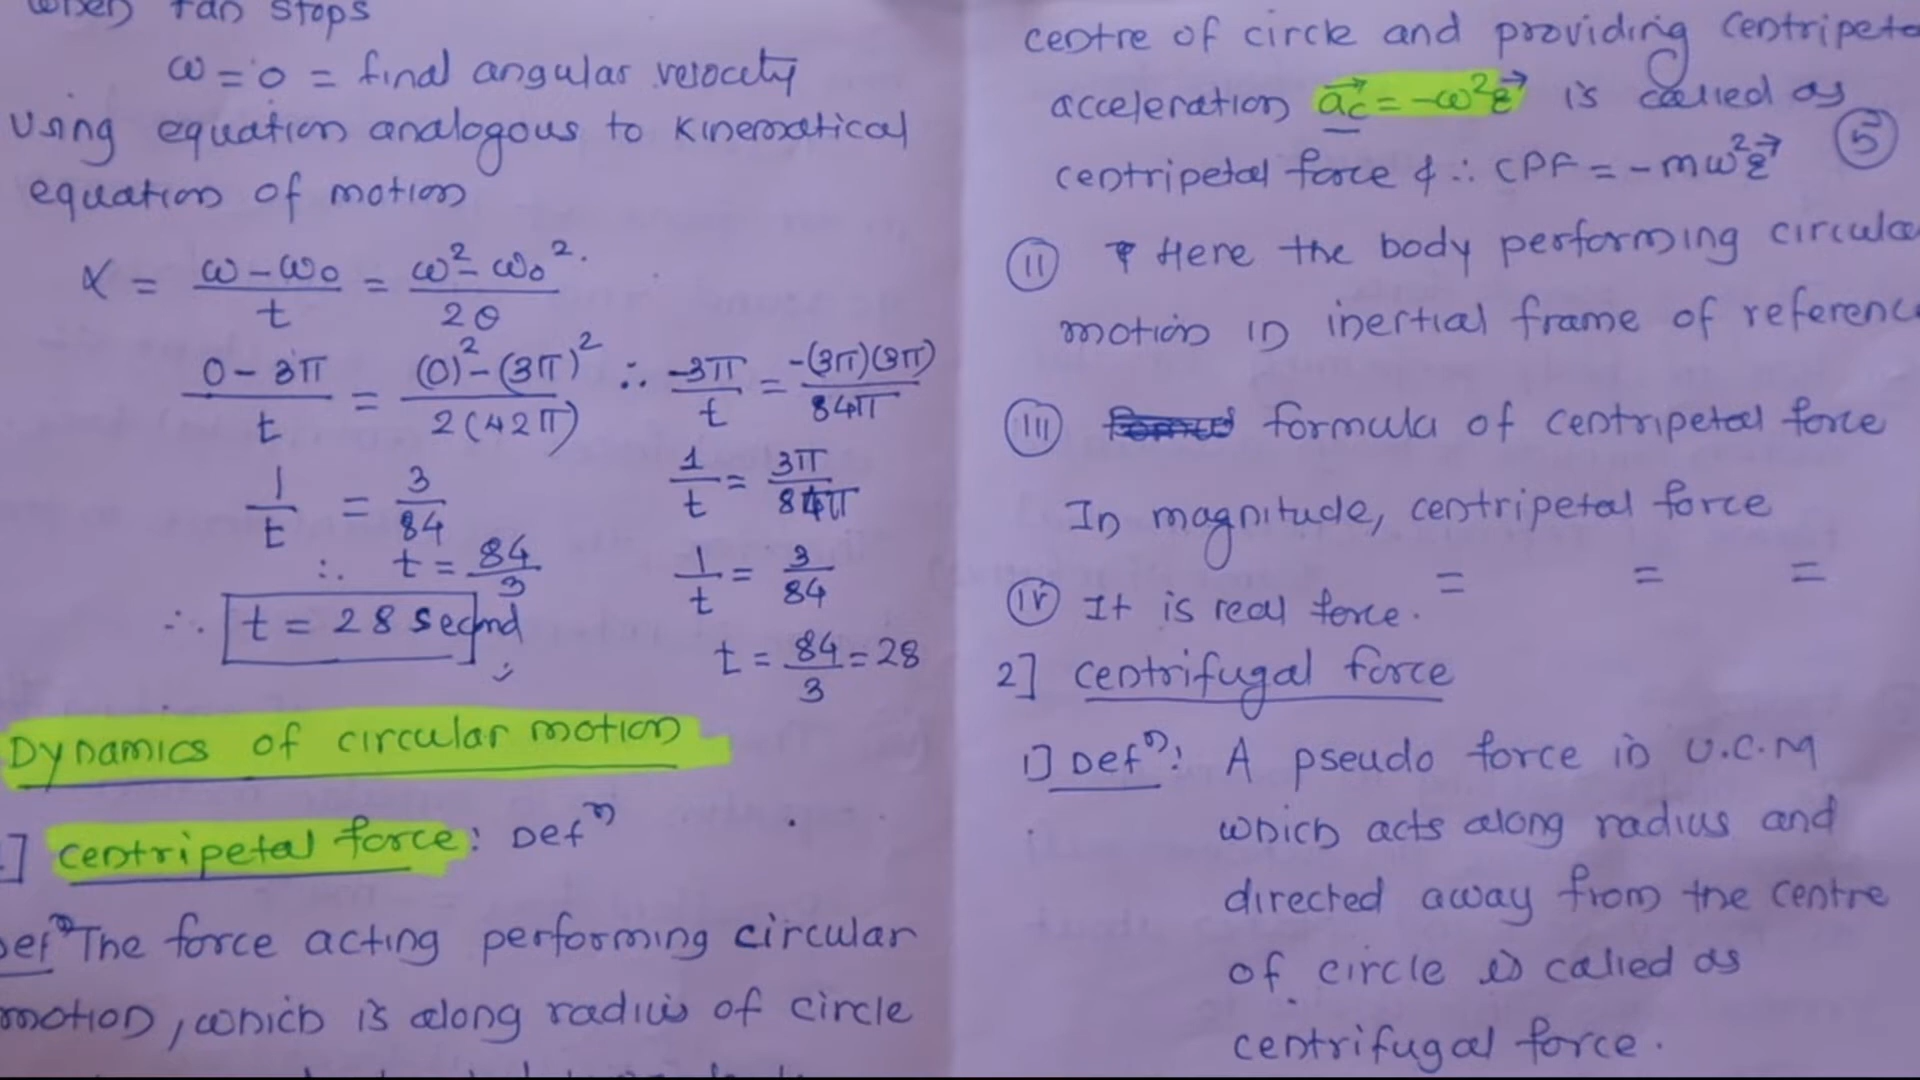 when fan stops
ω = 0 = final angular velocity
Using equation analogous to kinematical
equation of motion
α = ω-ω₀/t = ω²-ω₀²/2θ
0-3π/t = (0)²-(3π)²/2(42π) ∴ -3π/t = -(3π)(3π)/84π
1/t = 3/84
1/t = 3π/84π
∴ t = 84/3
1/t = 3/84
∴ t = 28 second
t = 84/3 = 28
Dynamics of circular motion
1] centripetal force: Defⁿ
Defⁿ The force acting performing circular
motion, which is along radius of circle
centre of circle and providing centripeta
acceleration a⃗c = -ω²r⃗ is called as
centripetal force & ∴ CPF = -mω²r⃗
5
(II) Here the body performing circula
motion in inertial frame of referenc
(III) formula of centripetal force
In magnitude, centripetal force
= = =
(IV) It is real force.
2] centrifugal force
1] Defⁿ: A pseudo force in U.C.M
which acts along radius and
directed away from the centre
of circle is called as
centrifugal force.